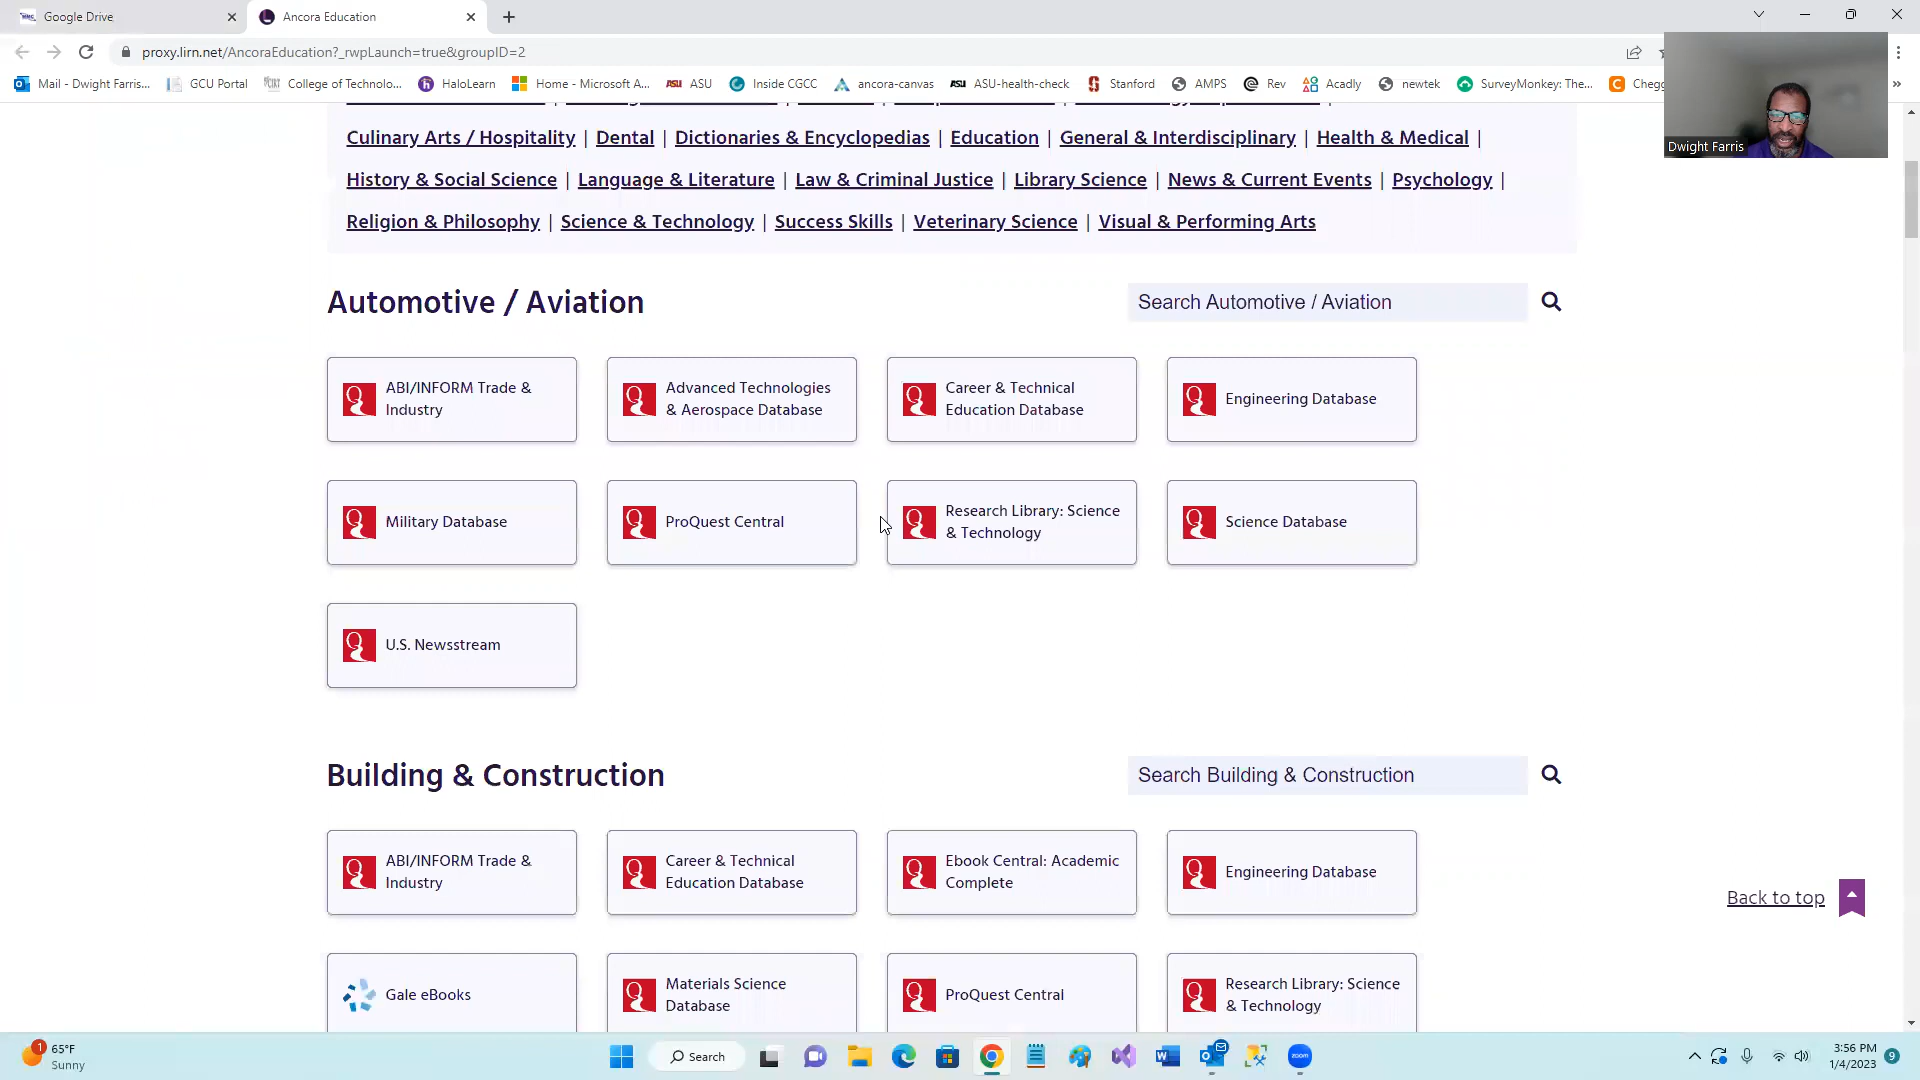 Google Drive
Ancora Education
proxy.lirn.net/AncoraEducation?_rwpLaunch=true&groupID=2
Mail - Dwight Farris...
GCU Portal
College of Technolo...
HaloLearn
Home - Microsoft A...
ASU
Inside CGCC
ancora-canvas
ASU-health-check
Stanford
AMPS
Rev
Acadly
newtek
SurveyMonkey: The...
Chegg
Dwight Farris
Culinary Arts / Hospitality | Dental | Dictionaries & Encyclopedias | Education | General & Interdisciplinary | Health & Medical |
History & Social Science | Language & Literature | Law & Criminal Justice | Library Science | News & Current Events | Psychology |
Religion & Philosophy | Science & Technology | Success Skills | Veterinary Science | Visual & Performing Arts
Automotive / Aviation
Search Automotive / Aviation
ABI/INFORM Trade &
Industry
Advanced Technologies
& Aerospace Database
Career & Technical
Education Database
Engineering Database
Military Database
ProQuest Central
Research Library: Science
& Technology
Science Database
U.S. Newsstream
Building & Construction
Search Building & Construction
ABI/INFORM Trade &
Industry
Career & Technical
Education Database
Ebook Central: Academic
Complete
Engineering Database
Back to top
Gale eBooks
Materials Science
Database
ProQuest Central
Research Library: Science
& Technology
1
65°F
Sunny
Search
zoom
3:56 PM
1/4/2023
9